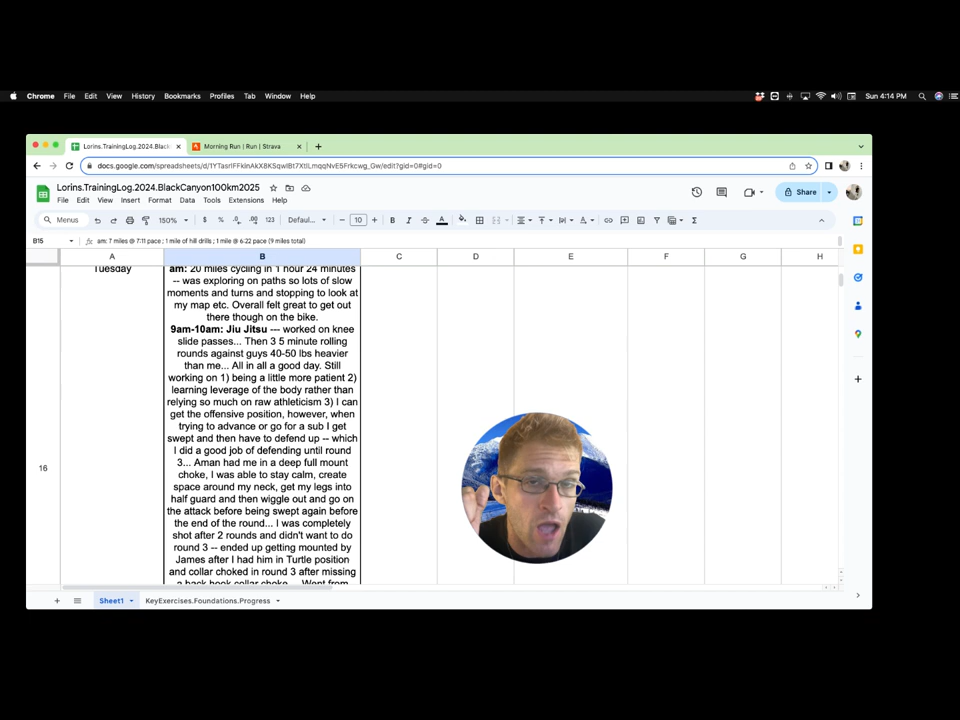 Chrome File Edit View History Bookmarks Profiles Tab Window Help Sun 4:14 PM
Lorins.TrainingLog.2024.Black Morning Run | Run | Strava
Lorins.TrainingLog.2024.BlackCanyon100km2025
File Edit View Insert Format Data Tools Extensions Help Share
Menus 150% $ % .0 .00 123 Defaul... 10 B I A
B15 am: 7 miles @ 7:11 pace ; 1 mile of hill drills ; 1 mile @ 6:22 pace (9 miles total)
A B C D E F G H
Tuesday
16
am: 20 miles cycling in 1 hour 24 minutes
-- was exploring on paths so lots of slow
moments and turns and stopping to look at
my map etc. Overall felt great to get out
there though on the bike.
9am-10am: Jiu Jitsu --- worked on knee
slide passes... Then 3 5 minute rolling
rounds against guys 40-50 lbs heavier
than me... All in all a good day. Still
working on 1) being a little more patient 2)
learning leverage of the body rather than
relying so much on raw athleticism 3) I can
get the offensive position, however, when
trying to advance or go for a sub I get
swept and then have to defend up -- which
I did a good job of defending until round
3... Aman had me in a deep full mount
choke, I was able to stay calm, create
space around my neck, get my legs into
half guard and then wiggle out and go on
the attack before being swept again before
the end of the round... I was completely
shot after 2 rounds and didn't want to do
round 3 -- ended up getting mounted by
James after I had him in Turtle position
and collar choked in round 3 after missing
a back hook collar choke... Went from
Sheet1 KeyExercises.Foundations.Progress